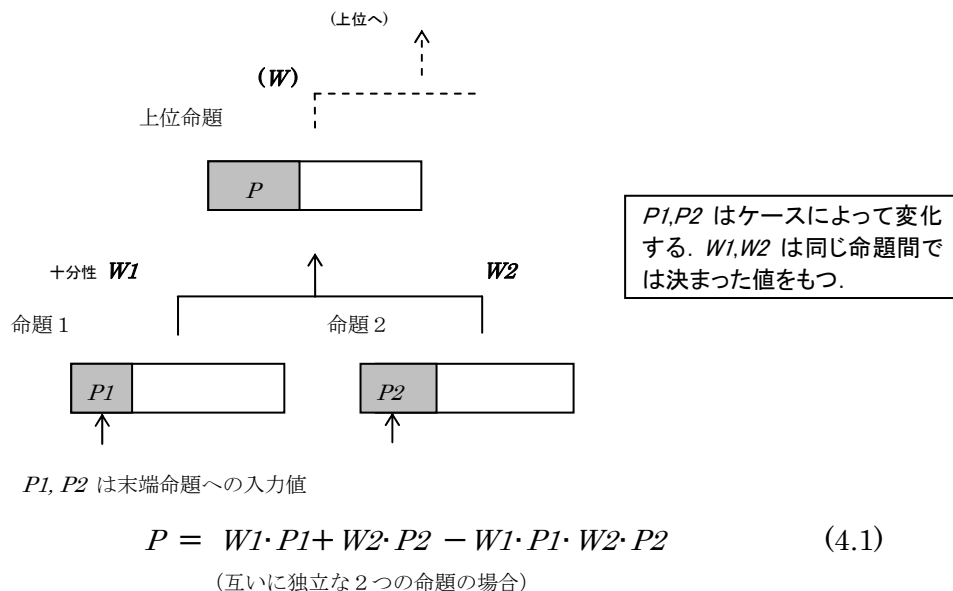 (上位へ)
(W)
上位命題
P
P1,P2 はケースによって変化
する. W1,W2 は同じ命題間で
は決まった値をもつ.
十分性 W1
W2
命題1
命題2
P1
P2
P1, P2 は末端命題への入力値
P = W1・P1+ W2・P2 − W1・P1・W2・P2 (4.1)
(互いに独立な2つの命題の場合)